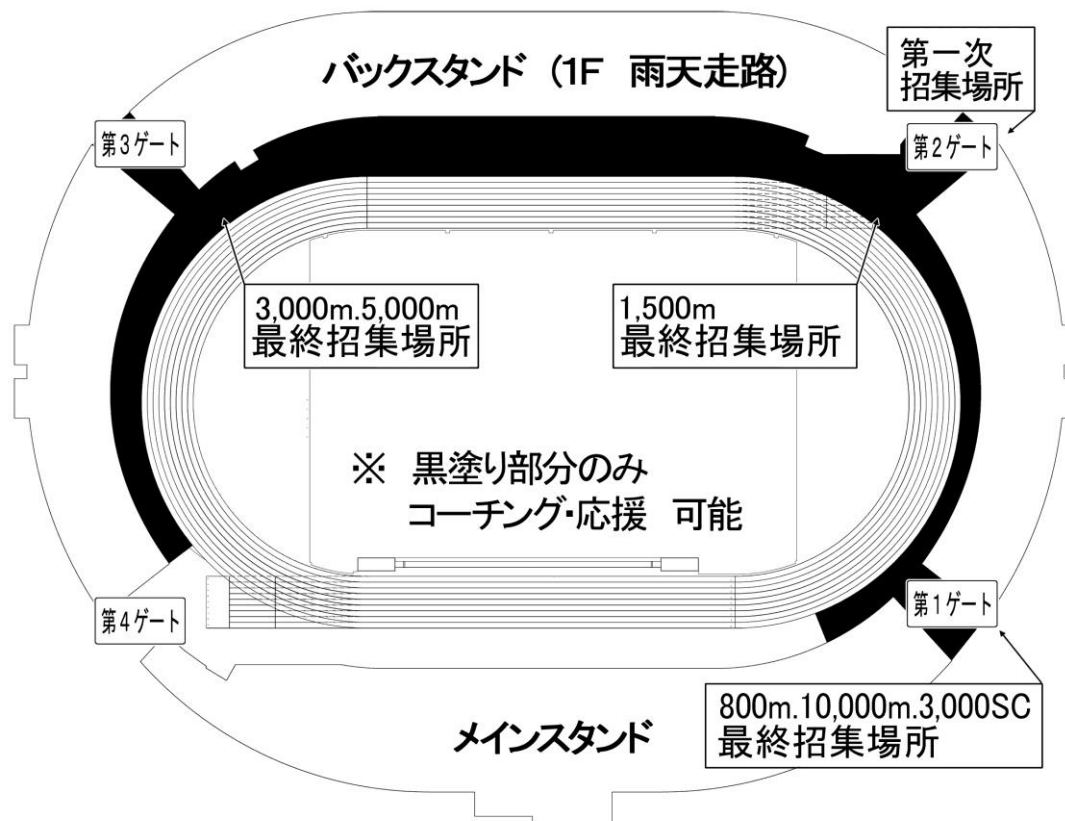 バックスタンド (1F 雨天走路)
第一次
招集場所
第3ゲート
第2ゲート
3,000m.5,000m
最終招集場所
1,500m
最終招集場所
※ 黒塗り部分のみ
コーチング・応援 可能
第4ゲート
第1ゲート
800m.10,000m.3,000SC
最終招集場所
メインスタンド